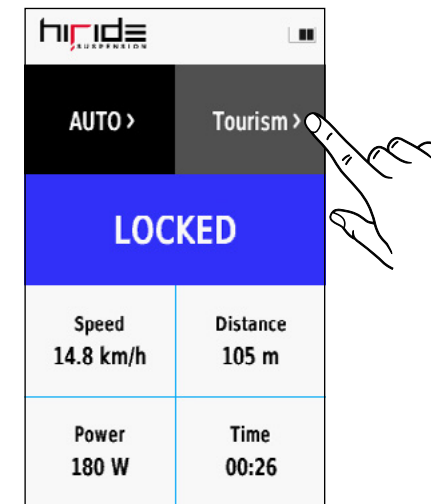 hiride
SUSPENSION
AUTO > Tourism >
LOCKED
Speed Distance
14.8 km/h 105 m
Power Time
180 W 00:26